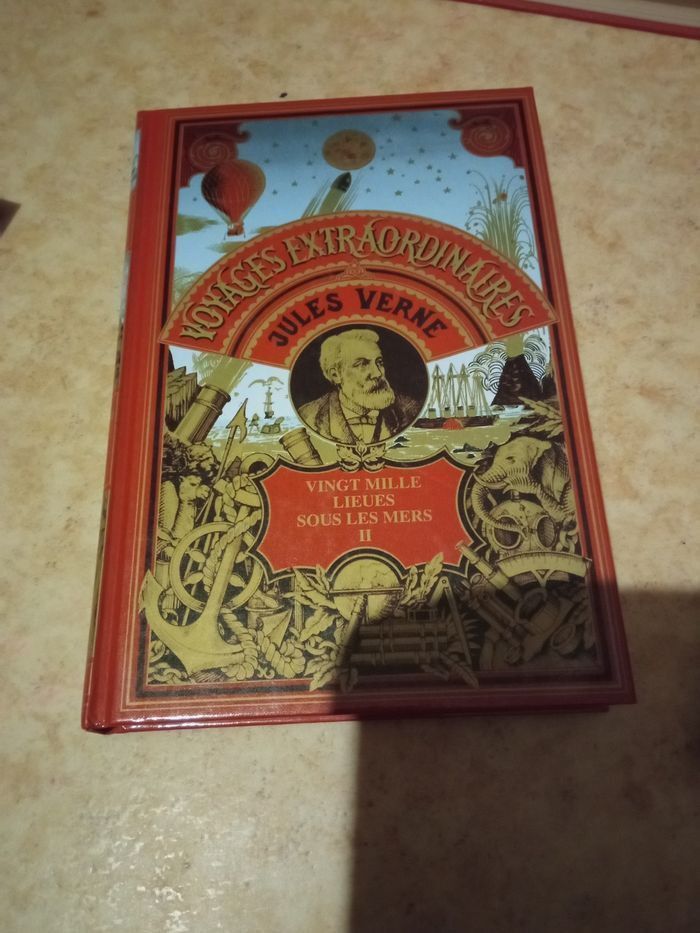 VOYAGES EXTRAORDINAIRES
JULES VERNE
VINGT MILLE
LIEUES
SOUS LES MERS
II